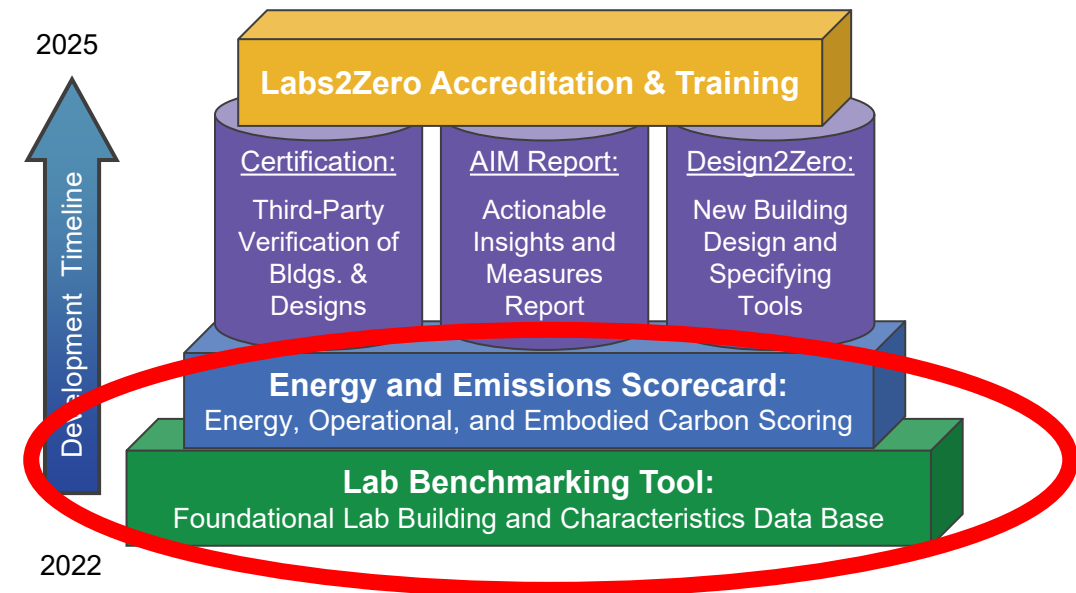 2025
Labs2Zero Accreditation & Training
Certification:
Third-Party
Verification of
Bldgs. &
Designs
AIM Report:
Actionable
Insights and
Measures
Report
Design2Zero:
New Building
Design and
Specifying
Tools
Development Timeline
Energy and Emissions Scorecard:
Energy, Operational, and Embodied Carbon Scoring
Lab Benchmarking Tool:
Foundational Lab Building and Characteristics Data Base
2022